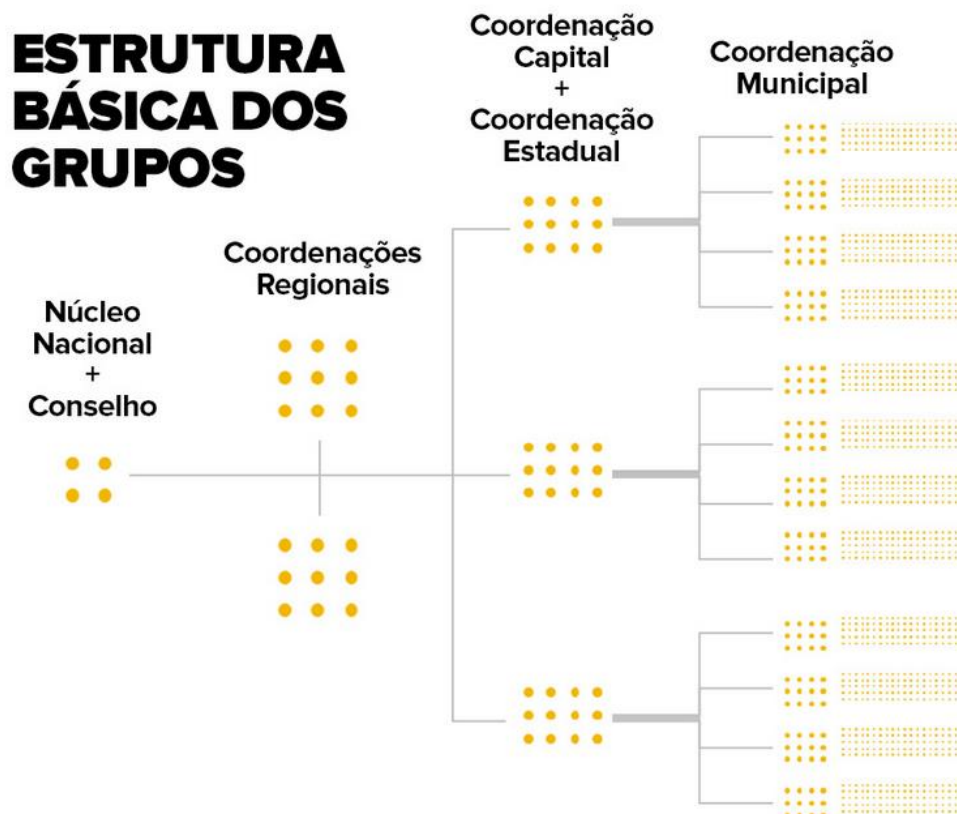 ESTRUTURA
BÁSICA DOS
GRUPOS
Núcleo
Nacional
+
Conselho
Coordenações
Regionais
Coordenação
Capital
+
Coordenação
Estadual
Coordenação
Municipal